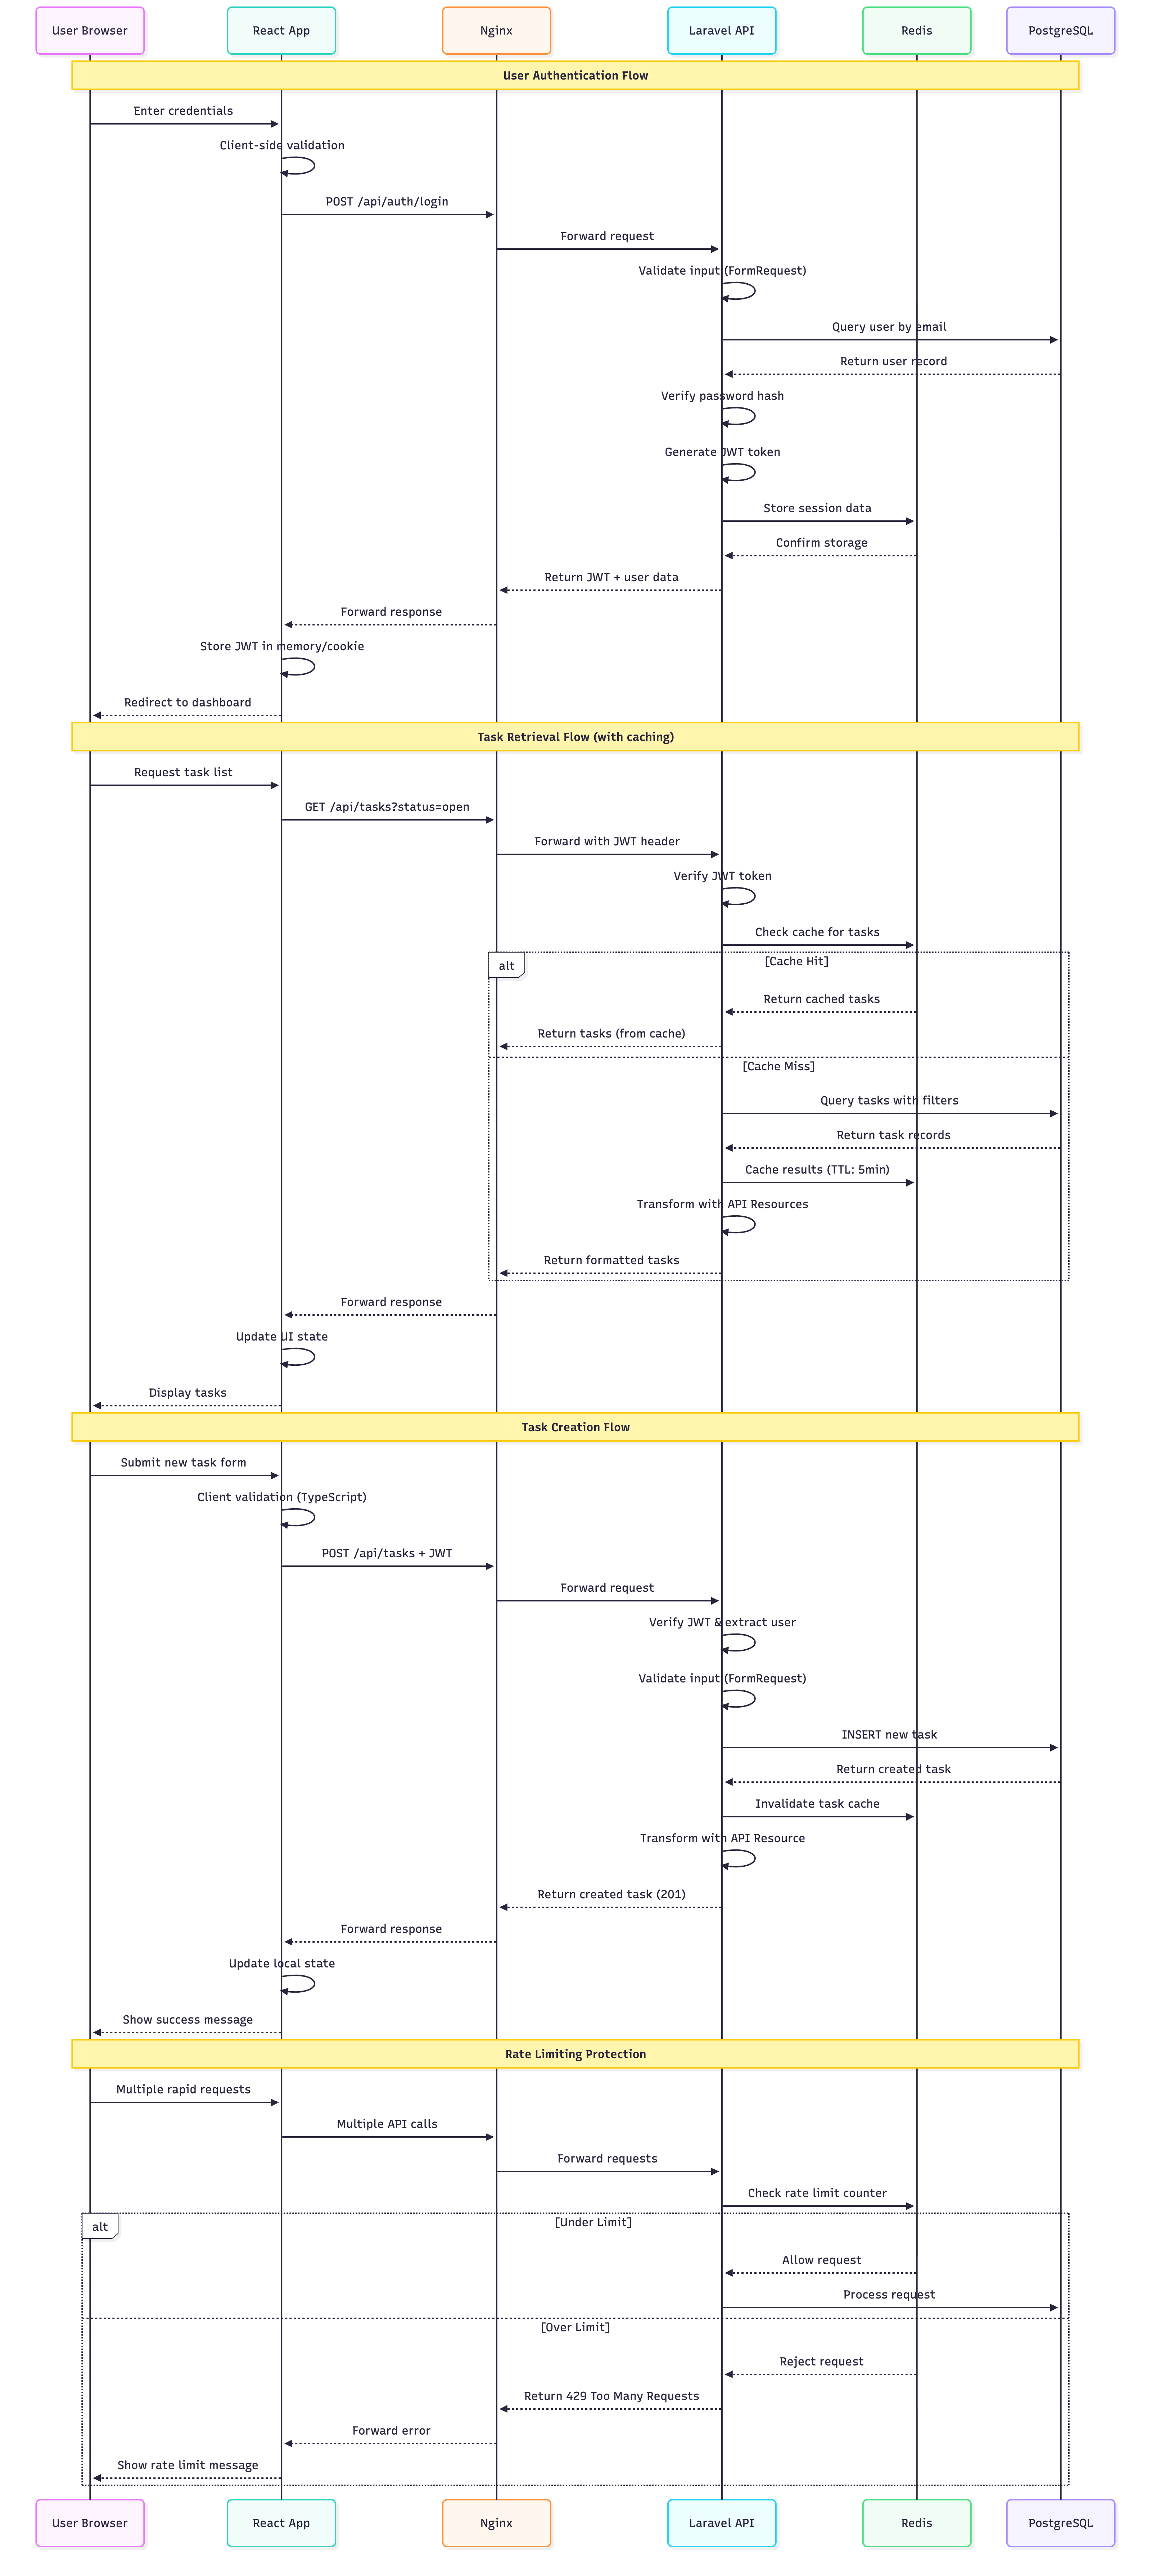 User Browser
React App
Nginx
Laravel API
Redis
PostgreSQL
User Authentication Flow
Enter credentials
Client-side validation
POST /api/auth/login
Forward request
Validate input (FormRequest)
Query user by email
Return user record
Verify password hash
Generate JWT token
Store session data
Confirm storage
Return JWT + user data
Forward response
Store JWT in memory/cookie
Redirect to dashboard
Task Retrieval Flow (with caching)
Request task list
GET /api/tasks?status=open
Forward with JWT header
Verify JWT token
Check cache for tasks
alt
[Cache Hit]
Return cached tasks
Return tasks (from cache)
[Cache Miss]
Query tasks with filters
Return task records
Cache results (TTL: 5min)
Transform with API Resources
Return formatted tasks
Forward response
Update UI state
Display tasks
Task Creation Flow
Submit new task form
Client validation (TypeScript)
POST /api/tasks + JWT
Forward request
Verify JWT & extract user
Validate input (FormRequest)
INSERT new task
Return created task
Invalidate task cache
Transform with API Resource
Return created task (201)
Forward response
Update local state
Show success message
Rate Limiting Protection
Multiple rapid requests
Multiple API calls
Forward requests
Check rate limit counter
alt
[Under Limit]
Allow request
Process request
[Over Limit]
Reject request
Return 429 Too Many Requests
Forward error
Show rate limit message
User Browser
React App
Nginx
Laravel API
Redis
PostgreSQL